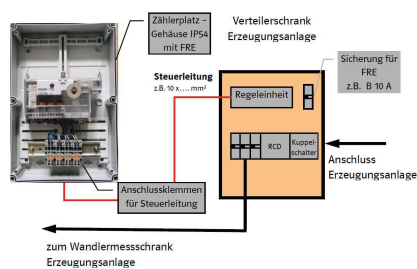 Zählerplatz –
Gehäuse IP54
mit FRE
Verteilerschrank
Erzeugungsanlage
Sicherung für
FRE
z.B. B 10 A
Steuerleitung
z.B. 10 x.... mm²
Regeleinheit
RCD
Kuppel-
schalter
Anschluss
Erzeugungsanlage
Anschlussklemmen
für Steuerleitung
zum Wandlermessschrank
Erzeugungsanlage